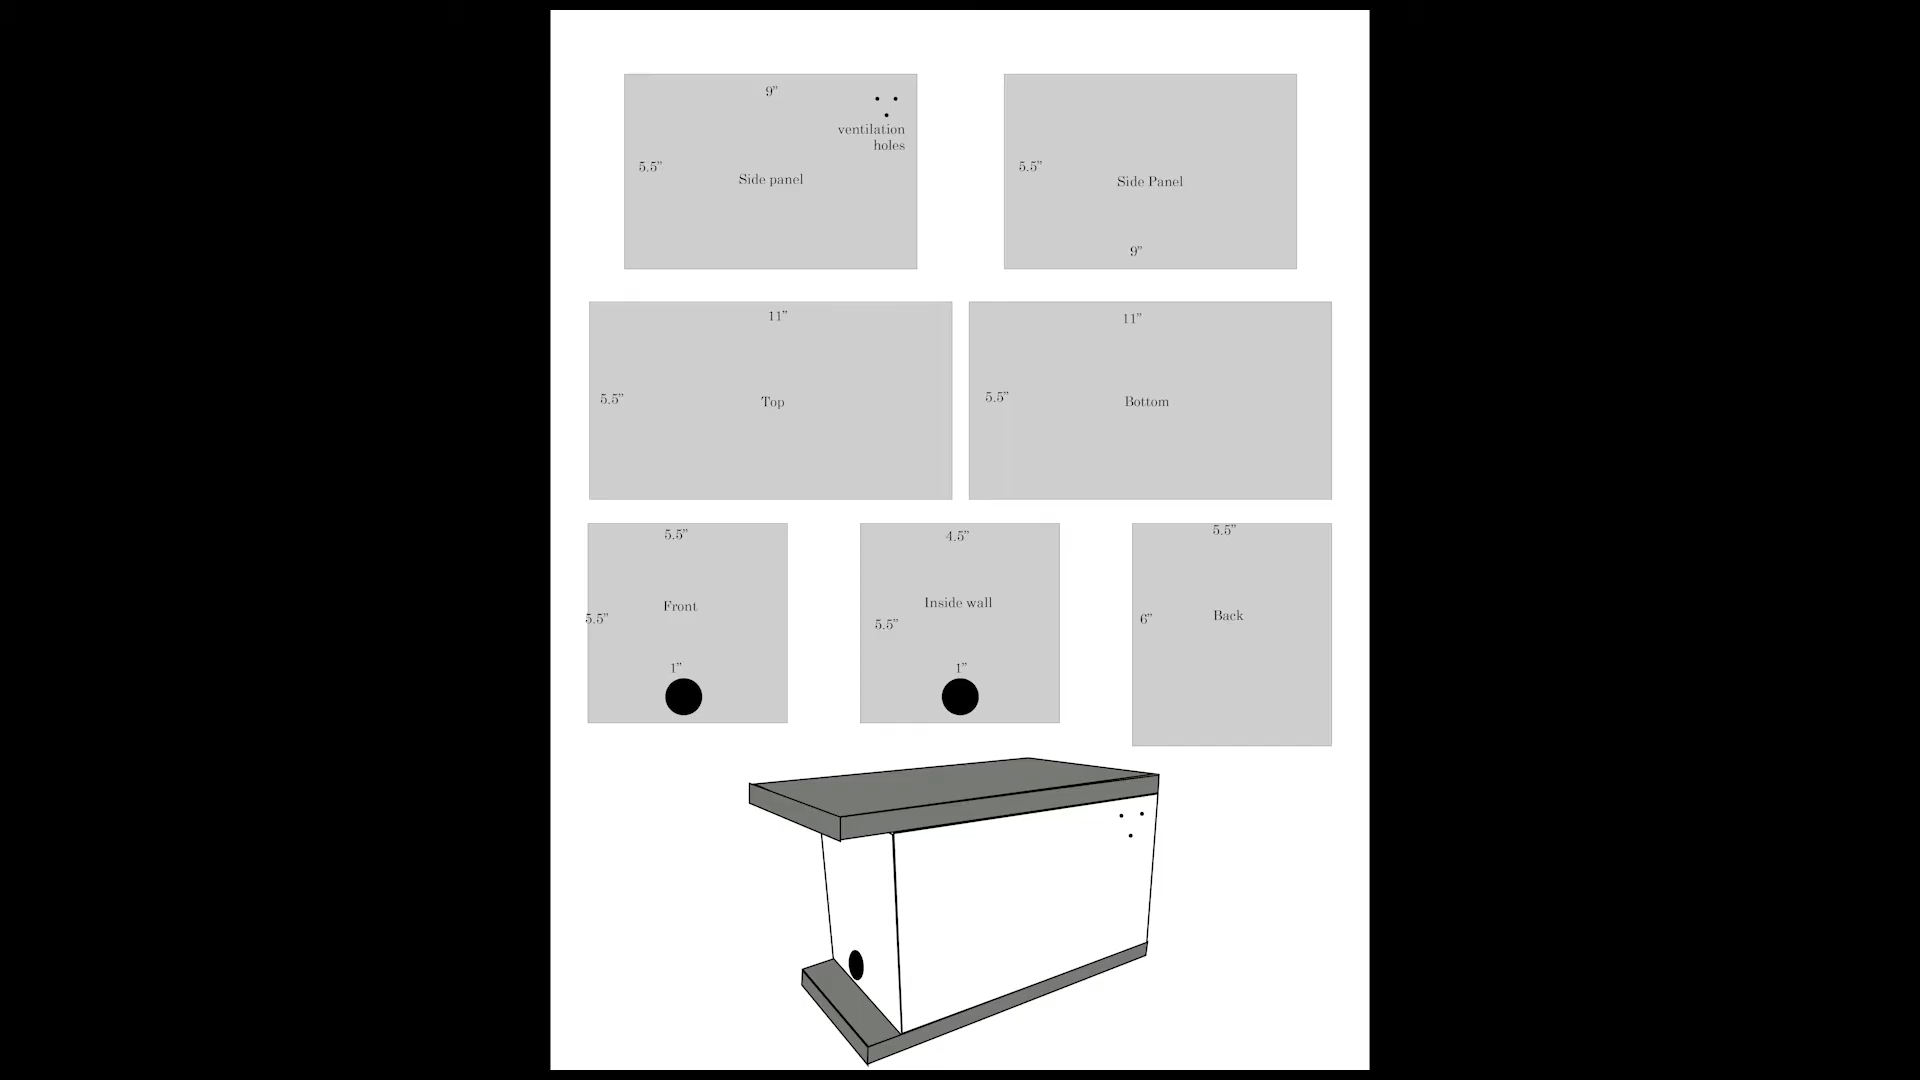 9”
ventilation
holes
5.5”
Side panel
5.5”
Side Panel
9”
11”
5.5”
Top
11”
5.5”
Bottom
5.5”
Front
5.5”
1”
4.5”
Inside wall
5.5”
1”
5.5”
6”
Back